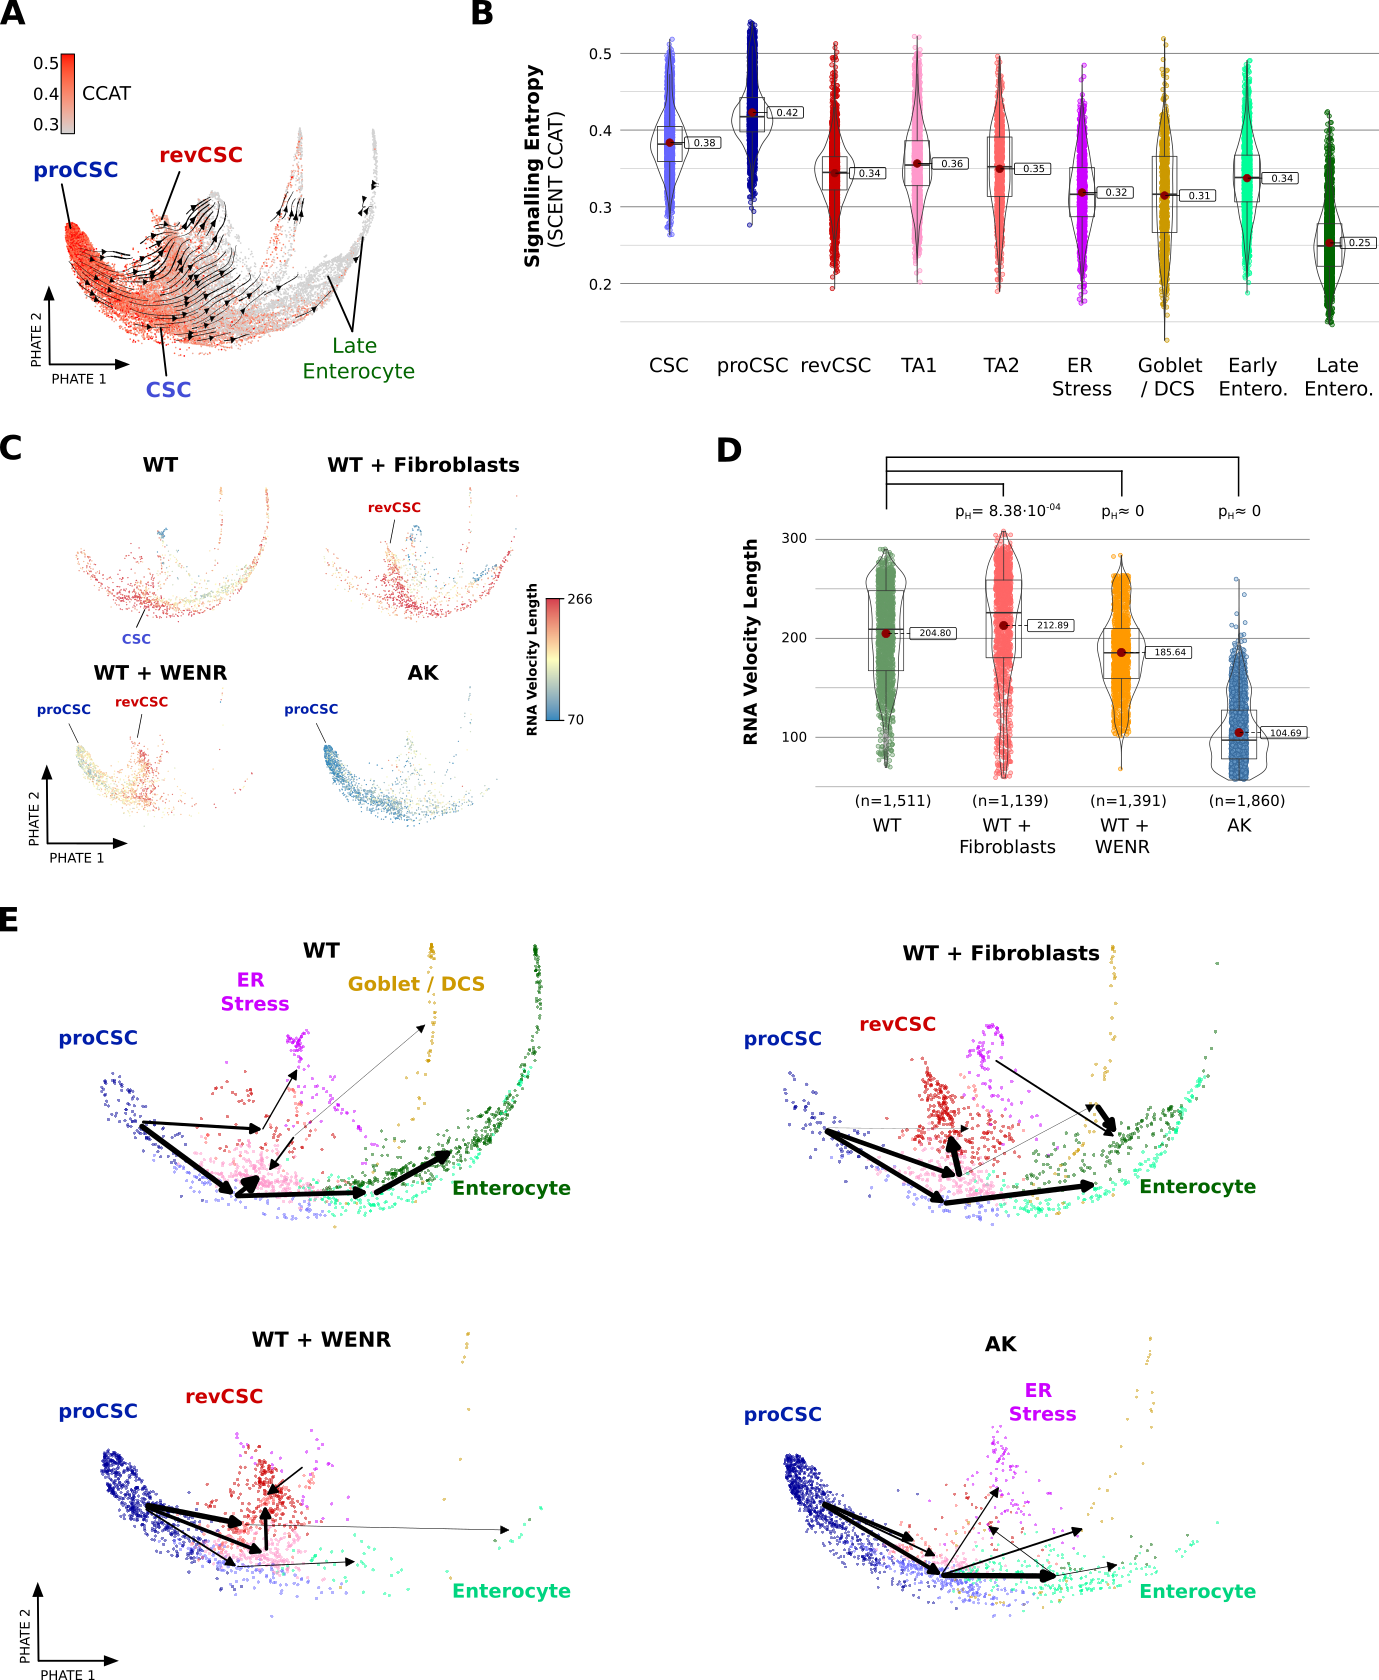 A
0.5
0.4
0.3
CCAT
proCSC
revCSC
CSC
Late
Enterocyte
PHATE 2
PHATE 1
B
Signalling Entropy
(SCENT CCAT)
0.5
0.4
0.3
0.2
0.38
0.42
0.34
0.36
0.35
0.32
0.31
0.34
0.25
CSC
proCSC
revCSC
TA1
TA2
ER
Stress
Goblet
/ DCS
Early
Entero.
Late
Entero.
C
WT
CSC
WT + Fibroblasts
revCSC
WT + WENR
proCSC
revCSC
AK
proCSC
RNA Velocity Length
266
70
PHATE 2
PHATE 1
D
pH= 8.38·10-04
pH≈ 0
pH≈ 0
RNA Velocity Length
300
200
100
204.80
212.89
185.64
104.69
(n=1,511)
WT
(n=1,139)
WT +
Fibroblasts
(n=1,391)
WT +
WENR
(n=1,860)
AK
E
WT
proCSC
ER
Stress
Goblet / DCS
Enterocyte
WT + Fibroblasts
proCSC
revCSC
Enterocyte
WT + WENR
proCSC
revCSC
Enterocyte
AK
proCSC
ER
Stress
Enterocyte
PHATE 2
PHATE 1